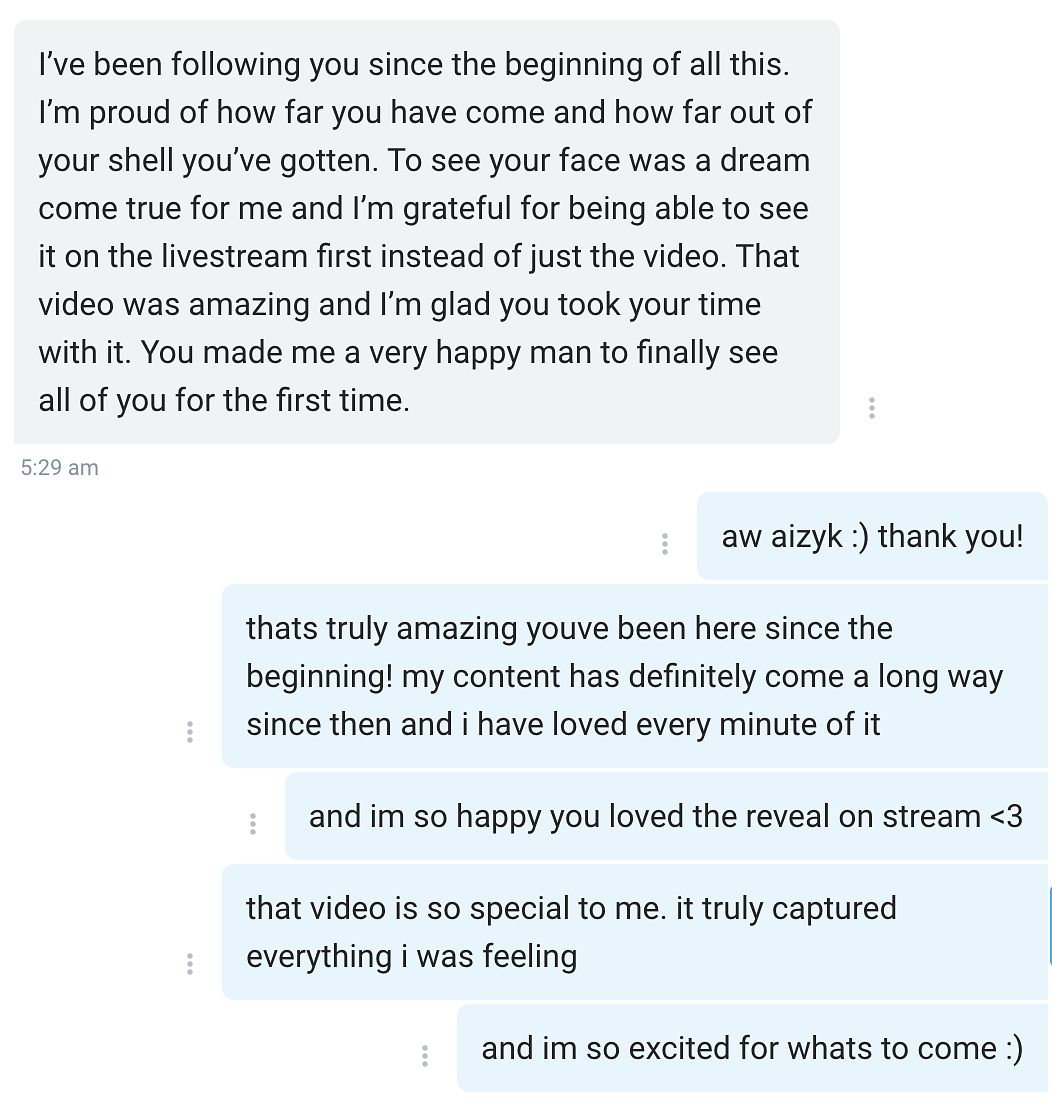 I’ve been following you since the beginning of all this.
I’m proud of how far you have come and how far out of
your shell you’ve gotten. To see your face was a dream
come true for me and I’m grateful for being able to see
it on the livestream first instead of just the video. That
video was amazing and I’m glad you took your time
with it. You made me a very happy man to finally see
all of you for the first time.
5:29 am
aw aizyk :) thank you!
thats truly amazing youve been here since the
beginning! my content has definitely come a long way
since then and i have loved every minute of it
and im so happy you loved the reveal on stream <3
that video is so special to me. it truly captured
everything i was feeling
and im so excited for whats to come :)